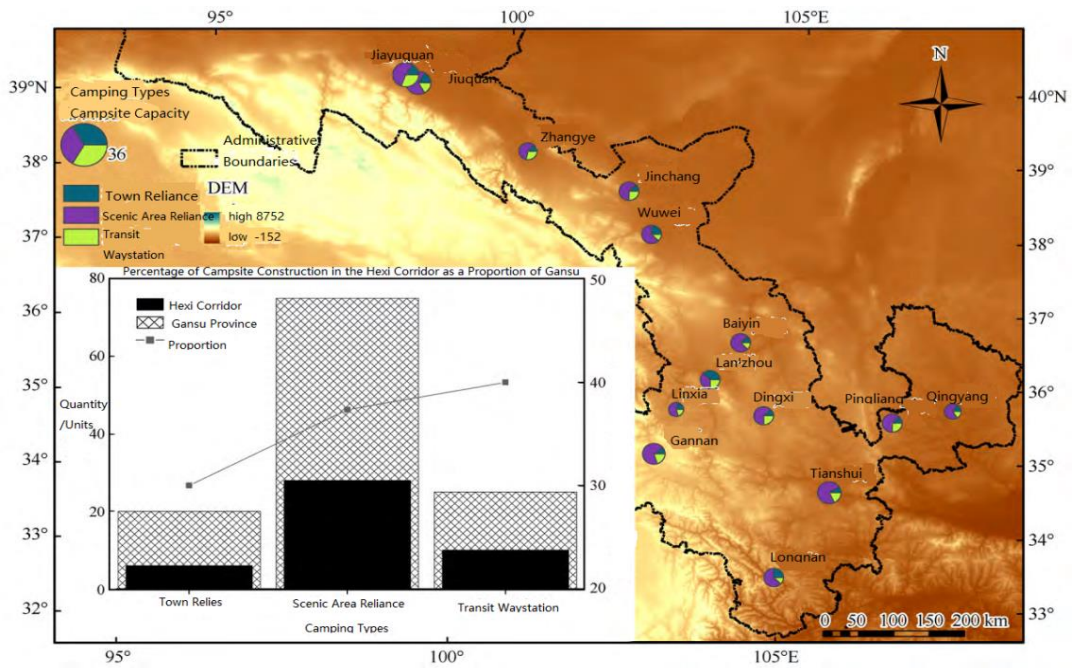 95°
100°
105°E
39°N
38°
37°
36°
35°
34°
33°
32°
40°N
39°
38°
37°
36°
35°
34°
33°
N
Camping Types
Campsite Capacity
36
Administrative
Boundaries
DEM
Town Reliance
Scenic Area Reliance
Transit
Waystation
high 8752
low -152
Jiayuquan
Jiuquan
Zhangye
Jinchang
Wuwei
Baiyin
Lanzhou
Linxia
Dingxi
Pingliang
Qingyang
Gannan
Tianshui
Longnan
Percentage of Campsite Construction in the Hexi Corridor as a Proportion of Gansu
Hexi Corridor
Gansu Province
Proportion
Quantity
/Units
80
60
40
20
0
50
40
30
20
Town Relies
Scenic Area Reliance
Transit Waystation
Camping Types
0 50 100 150 200 km
95°
100°
105°E